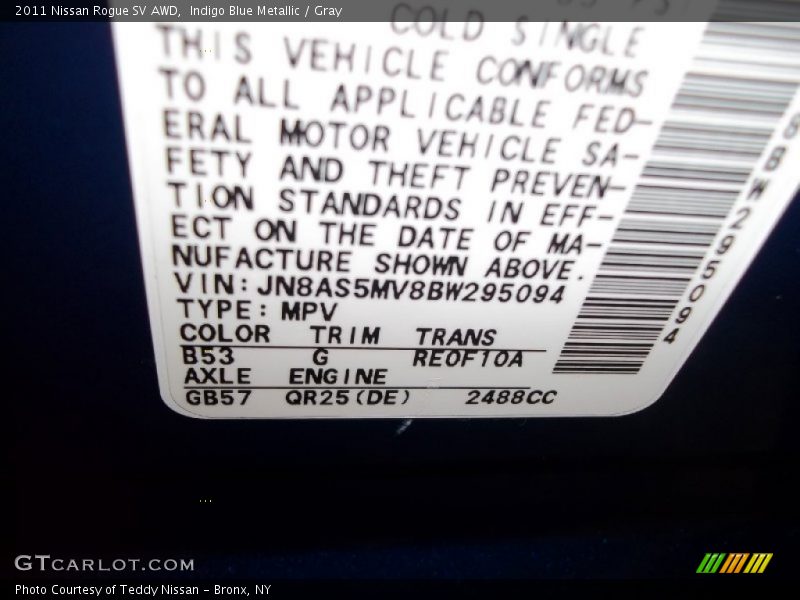 2011 Nissan Rogue SV AWD, Indigo Blue Metallic / Gray
COLD SINGLE
THIS VEHICLE CONFORMS
TO ALL APPLICABLE FED-
ERAL MOTOR VEHICLE SA-
FETY AND THEFT PREVEN-
TION STANDARDS IN EFF-
ECT ON THE DATE OF MA-
NUFACTURE SHOWN ABOVE.
VIN:JN8AS5MV8BW295094
TYPE:MPV
COLOR TRIM TRANS
B53 G RE0F10A
AXLE ENGINE
GB57 QR25(DE) 2488CC
8BW295094
GTCARLOT.COM
Photo Courtesy of Teddy Nissan - Bronx, NY